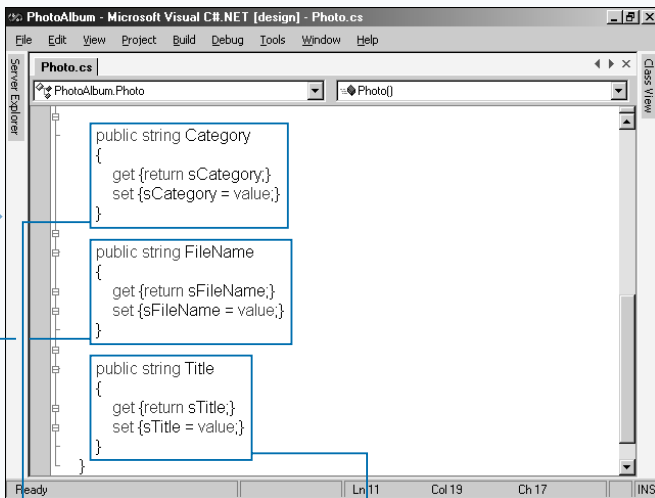 PhotoAlbum - Microsoft Visual C#.NET [design] - Photo.cs
File Edit View Project Build Debug Tools Window Help
Server Explorer
Photo.cs
Class View
PhotoAlbum.Photo
Photo()
public string Category
{
get {return sCategory;}
set {sCategory = value;}
}
public string FileName
{
get {return sFileName;}
set {sFileName = value;}
}
public string Title
{
get {return sTitle;}
set {sTitle = value;}
}
}
Ready Ln 11 Col 19 Ch 17 INS